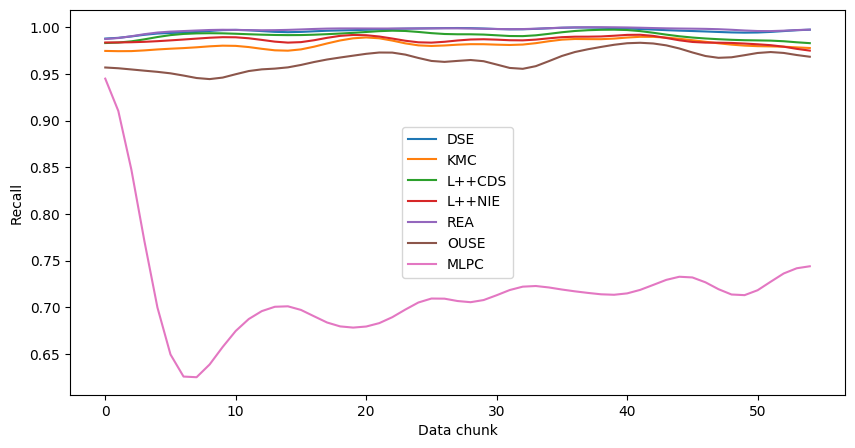 1.00
0.95
0.90
0.85
0.80
0.75
0.70
0.65
Recall
DSE
KMC
L++CDS
L++NIE
REA
OUSE
MLPC
0
10
20
30
40
50
Data chunk